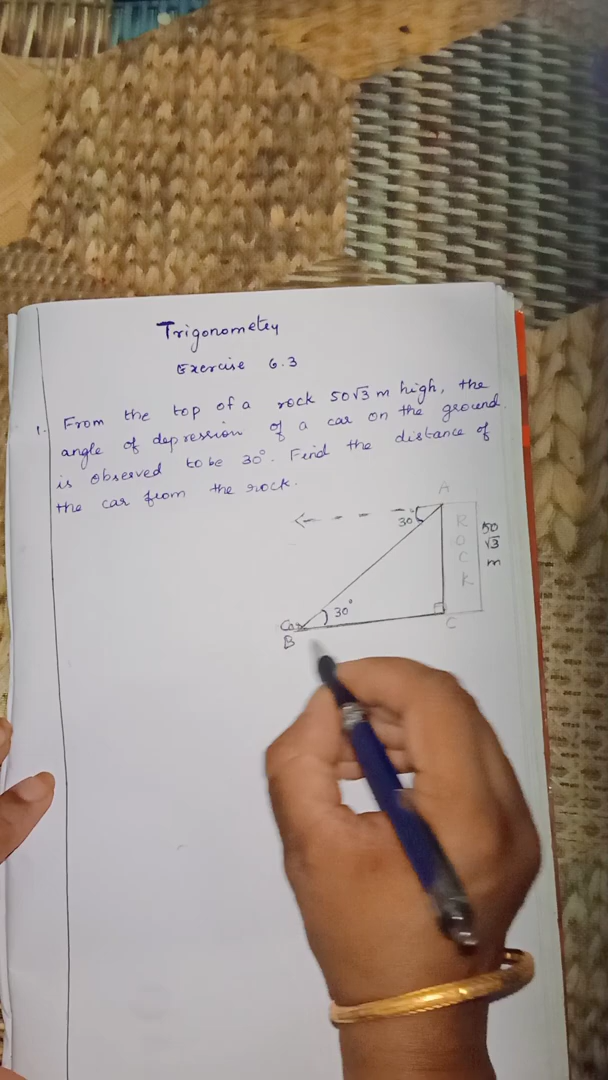 Trigonometry
Exercise 6.3
1. From the top of a rock 50√3 m high, the
angle of depression of a car on the ground
is observed to be 30°. Find the distance of
the car from the rock.
A
30
R
O
C
K
50
√3
m
30°
Car
B
C